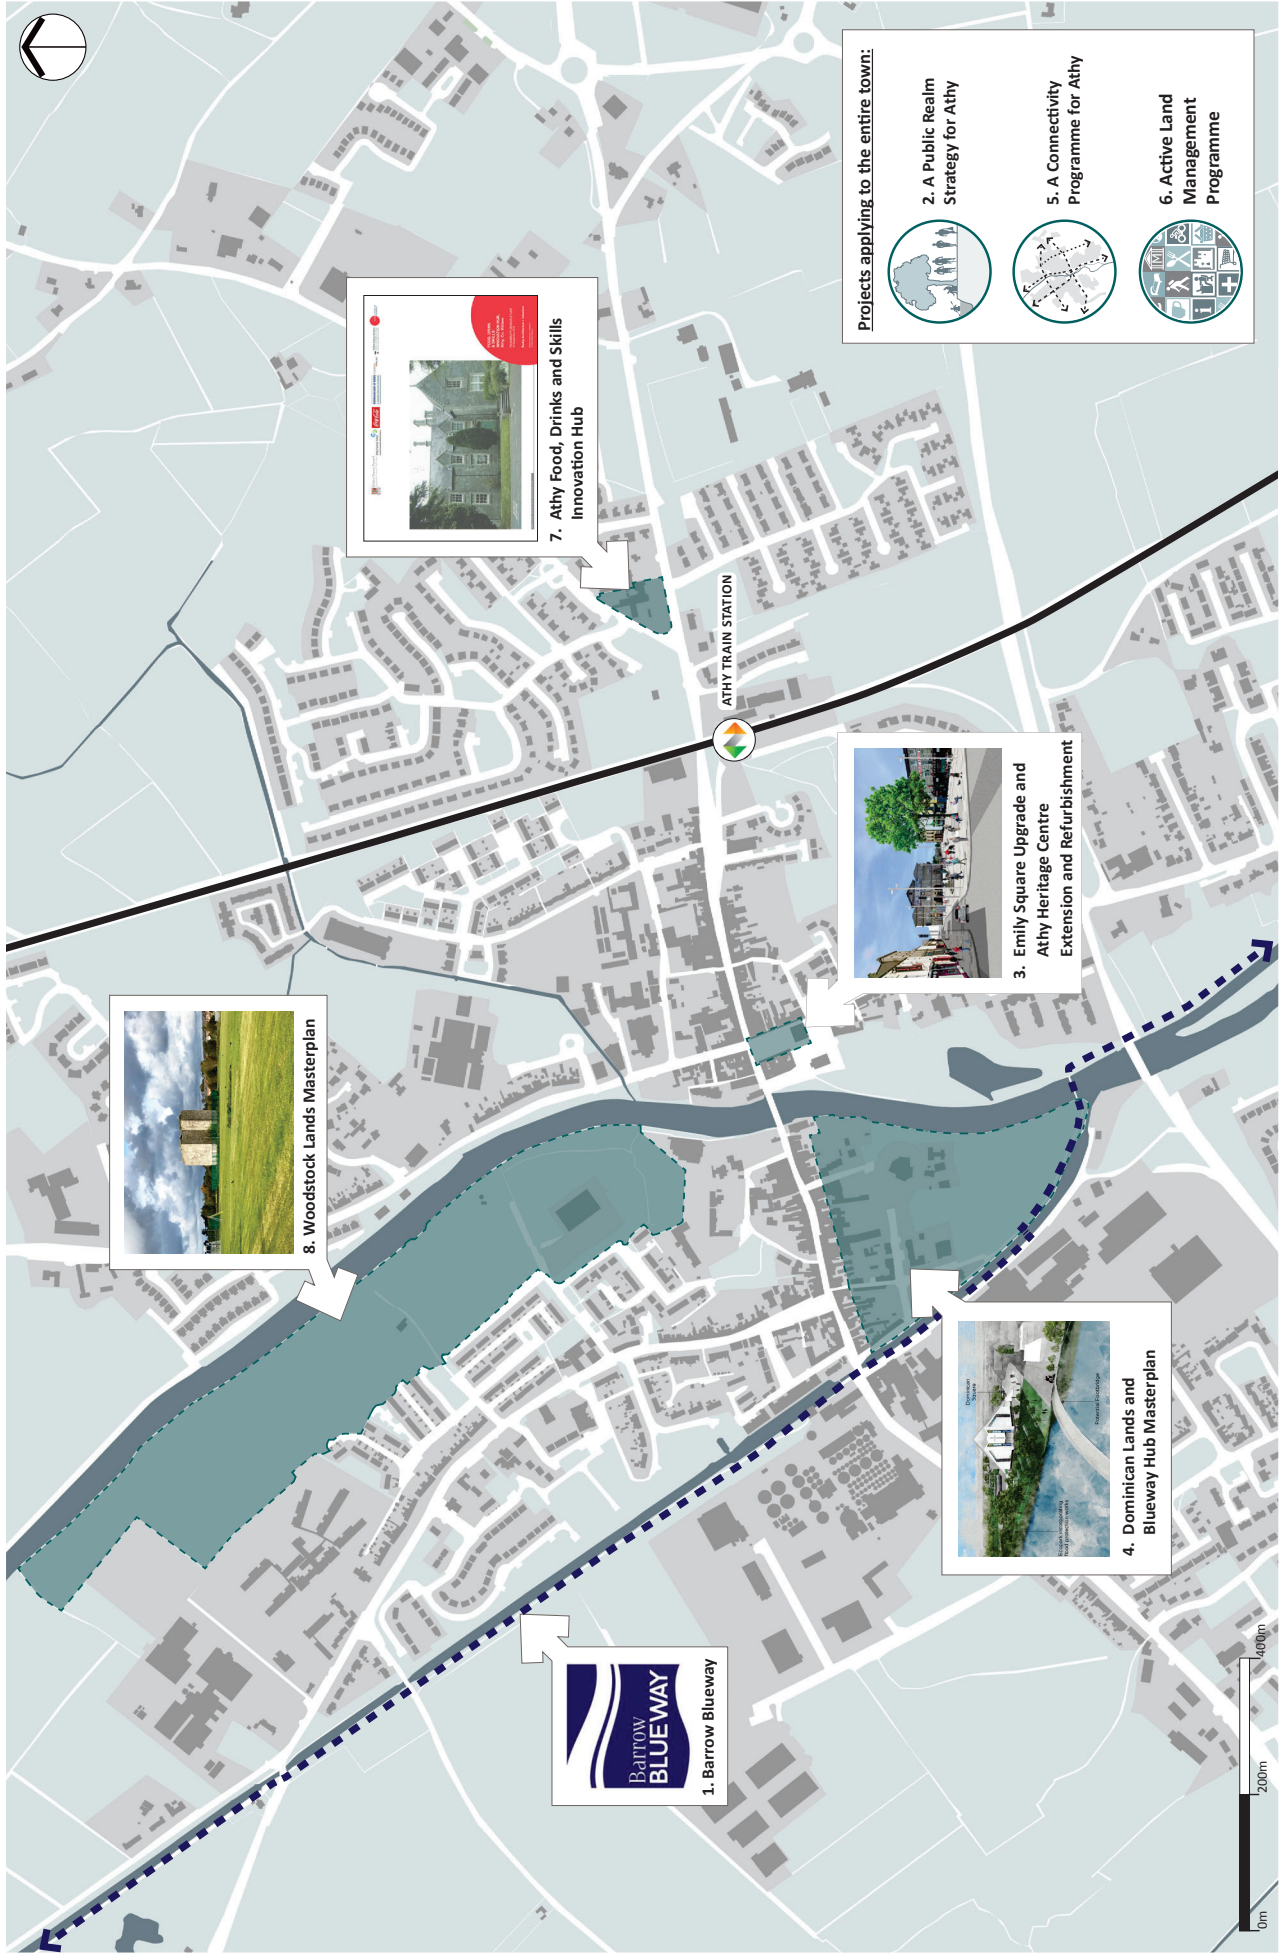 8. Woodstock Lands Masterplan
7. Athy Food, Drinks and Skills
Innovation Hub
ATHY TRAIN STATION
3. Emily Square Upgrade and
Athy Heritage Centre
Extension and Refurbishment
Barrow
BLUEWAY
1. Barrow Blueway
Dominican
Square
Potential Footbridge
4. Dominican Lands and
Blueway Hub Masterplan
Projects applying to the entire town:
2. A Public Realm
Strategy for Athy
5. A Connectivity
Programme for Athy
6. Active Land
Management
Programme
0m
200m
400m